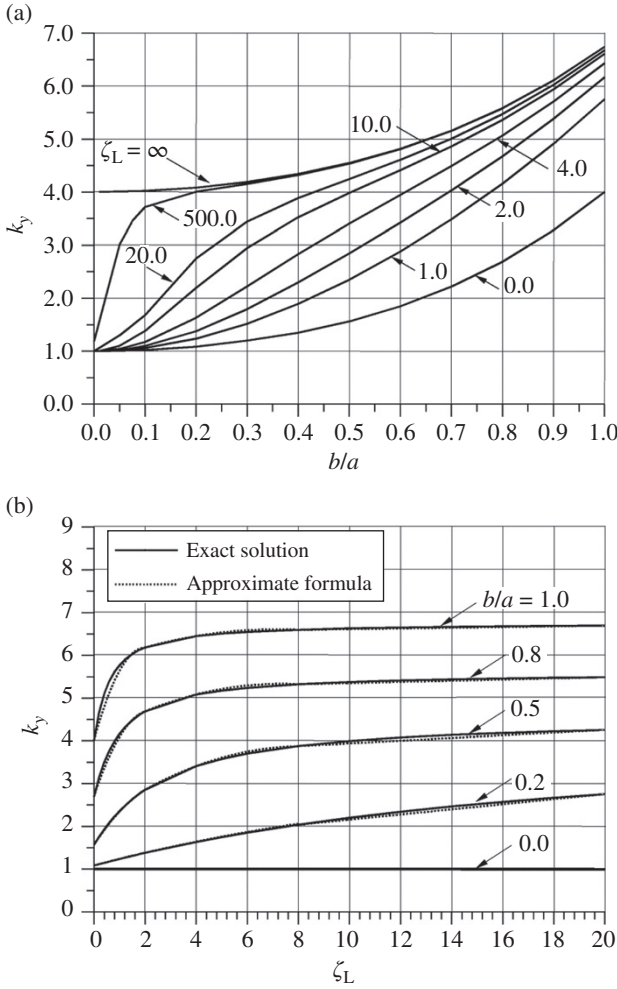 (a)
7.0
6.0
5.0
4.0
3.0
2.0
1.0
0.0
k_y
ζ_L = ∞
500.0
20.0
10.0
4.0
2.0
1.0
0.0
0.0 0.1 0.2 0.3 0.4 0.5 0.6 0.7 0.8 0.9 1.0
b/a
(b)
9
8
7
6
5
4
3
2
1
0
k_y
Exact solution
Approximate formula
b/a = 1.0
0.8
0.5
0.2
0.0
0 2 4 6 8 10 12 14 16 18 20
ζ_L